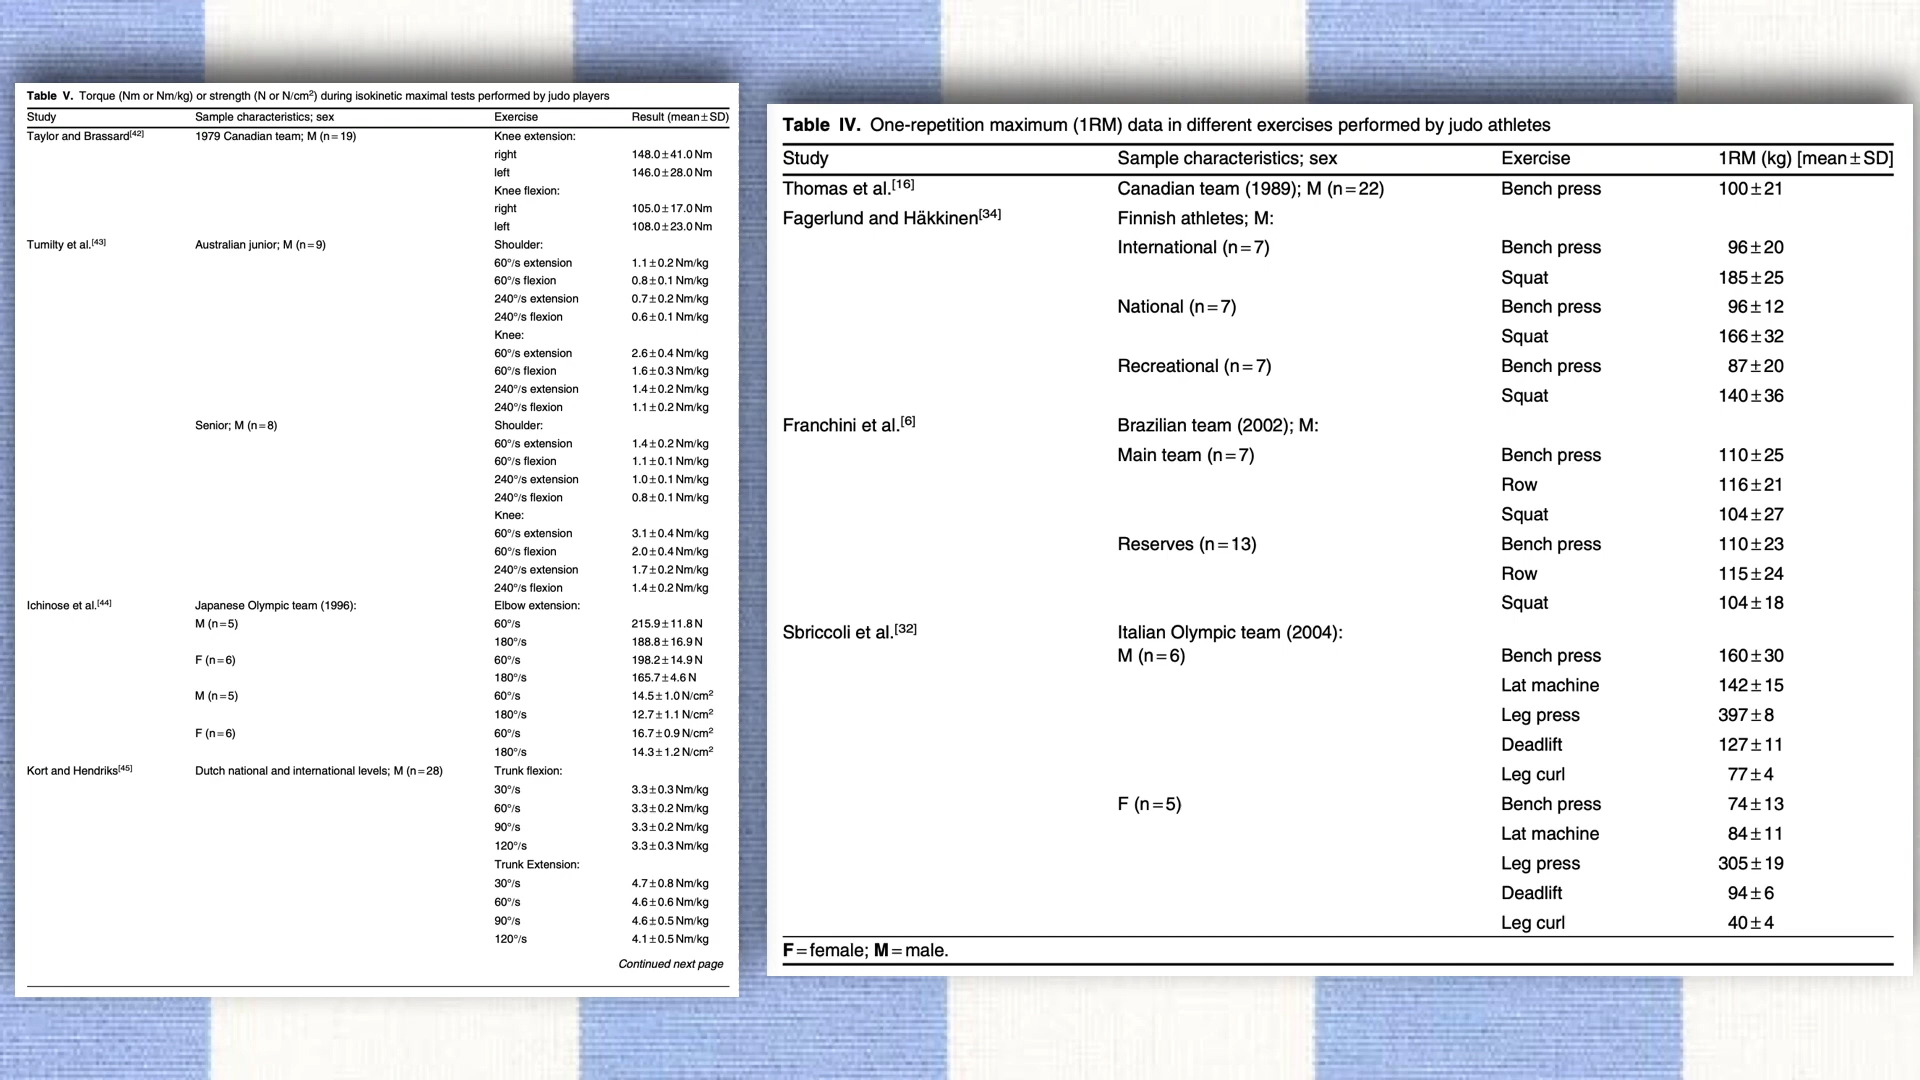 Table V. Torque (Nm or Nm/kg) or strength (N or N/cm²) during isokinetic maximal tests performed by judo players
Study Sample characteristics; sex Exercise Result (mean±SD)
Taylor and Brassard[42] 1979 Canadian team; M (n=19) Knee extension:
right 148.0±41.0 Nm
left 146.0±28.0 Nm
Knee flexion:
right 105.0±17.0 Nm
left 108.0±23.0 Nm
Tumilty et al.[43] Australian junior; M (n=9) Shoulder:
60°/s extension 1.1±0.2 Nm/kg
60°/s flexion 0.8±0.1 Nm/kg
240°/s extension 0.7±0.2 Nm/kg
240°/s flexion 0.6±0.1 Nm/kg
Knee:
60°/s extension 2.6±0.4 Nm/kg
60°/s flexion 1.6±0.3 Nm/kg
240°/s extension 1.4±0.2 Nm/kg
240°/s flexion 1.1±0.2 Nm/kg
Senior; M (n=8) Shoulder:
60°/s extension 1.4±0.2 Nm/kg
60°/s flexion 1.1±0.1 Nm/kg
240°/s extension 1.0±0.1 Nm/kg
240°/s flexion 0.8±0.1 Nm/kg
Knee:
60°/s extension 3.1±0.4 Nm/kg
60°/s flexion 2.0±0.4 Nm/kg
240°/s extension 1.7±0.2 Nm/kg
240°/s flexion 1.4±0.2 Nm/kg
Ichinose et al.[44] Japanese Olympic team (1996): Elbow extension:
M (n=5) 60°/s 215.9±11.8 N
180°/s 188.8±16.9 N
F (n=6) 60°/s 198.2±14.9 N
180°/s 165.7±4.6 N
M (n=5) 60°/s 14.5±1.0 N/cm²
180°/s 12.7±1.1 N/cm²
F (n=6) 60°/s 16.7±0.9 N/cm²
180°/s 14.3±1.2 N/cm²
Kort and Hendriks[45] Dutch national and international levels; M (n=28) Trunk flexion:
30°/s 3.3±0.3 Nm/kg
60°/s 3.3±0.2 Nm/kg
90°/s 3.3±0.2 Nm/kg
120°/s 3.3±0.3 Nm/kg
Trunk Extension:
30°/s 4.7±0.8 Nm/kg
60°/s 4.6±0.6 Nm/kg
90°/s 4.6±0.5 Nm/kg
120°/s 4.1±0.5 Nm/kg
Continued next page
Table IV. One-repetition maximum (1RM) data in different exercises performed by judo athletes
Study Sample characteristics; sex Exercise 1RM (kg) [mean±SD]
Thomas et al.[16] Canadian team (1989); M (n=22) Bench press 100±21
Fagerlund and Häkkinen[34] Finnish athletes; M:
International (n=7) Bench press 96±20
Squat 185±25
National (n=7) Bench press 96±12
Squat 166±32
Recreational (n=7) Bench press 87±20
Squat 140±36
Franchini et al.[6] Brazilian team (2002); M:
Main team (n=7) Bench press 110±25
Row 116±21
Squat 104±27
Reserves (n=13) Bench press 110±23
Row 115±24
Squat 104±18
Sbriccoli et al.[32] Italian Olympic team (2004):
M (n=6) Bench press 160±30
Lat machine 142±15
Leg press 397±8
Deadlift 127±11
Leg curl 77±4
F (n=5) Bench press 74±13
Lat machine 84±11
Leg press 305±19
Deadlift 94±6
Leg curl 40±4
F=female; M=male.